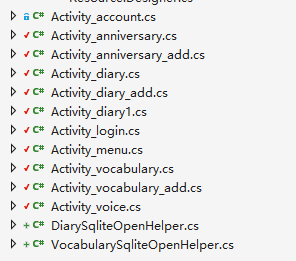 C# Activity_account.cs
C# Activity_anniversary.cs
C# Activity_anniversary_add.cs
C# Activity_diary.cs
C# Activity_diary_add.cs
C# Activity_diary1.cs
C# Activity_login.cs
C# Activity_menu.cs
C# Activity_vocabulary.cs
C# Activity_vocabulary_add.cs
C# Activity_voice.cs
C# DiarySqliteOpenHelper.cs
C# VocabularySqliteOpenHelper.cs